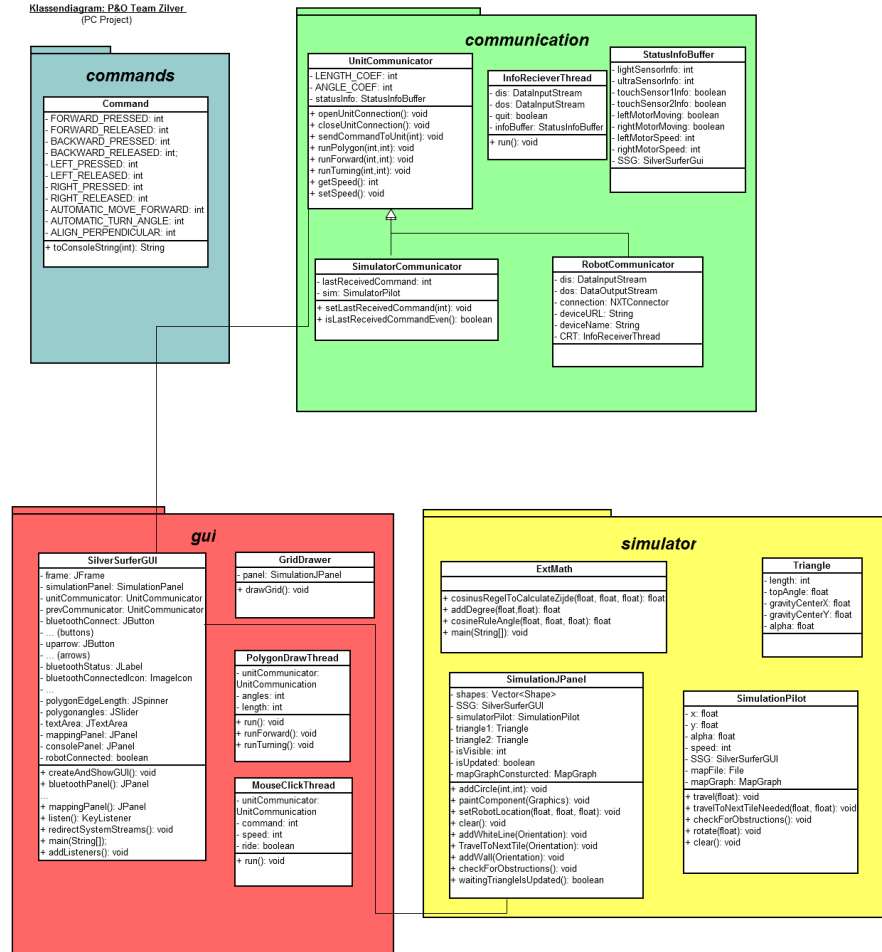 Klassendiagram: P&O Team Zilver
(PC Project)
commands
Command
- FORWARD_PRESSED: int
- FORWARD_RELEASED: int
- BACKWARD_PRESSED: int
- BACKWARD_RELEASED: int;
- LEFT_PRESSED: int
- LEFT_RELEASED: int
- RIGHT_PRESSED: int
- RIGHT_RELEASED: int
- AUTOMATIC_MOVE_FORWARD: int
- AUTOMATIC_TURN_ANGLE: int
- ALIGN_PERPENDICULAR: int
+ toConsoleString(int): String
communication
UnitCommunicator
- LENGTH_COEF: int
- ANGLE_COEF: int
- statusInfo: StatusInfoBuffer
+ openUnitConnection(): void
+ closeUnitConnection(): void
+ sendCommandToUnit(int): void
+ runPolygon(int,int): void
+ runForward(int,int): void
+ runTurning(int,int): void
+ getSpeed(): int
+ setSpeed(): void
InfoRecieverThread
- dis: DataInputStream
- dos: DataInputStream
- quit: boolean
- infoBuffer: StatusInfoBuffer
+ run(): void
StatusInfoBuffer
- lightSensorInfo: int
- ultraSensorInfo: int
- touchSensor1Info: boolean
- touchSensor2Info: boolean
- leftMotorMoving: boolean
- rightMotorMoving: boolean
- leftMotorSpeed: int
- rightMotorSpeed: int
- SSG: SilverSurferGui
SimulatorCommunicator
- lastReceivedCommand: int
- sim: SimulatorPilot
+ setLastReceivedCommand(int): void
+ isLastReceivedCommandEven(): boolean
RobotCommunicator
- dis: DataInputStream
- dos: DataOutputStream
- connection: NXTConnector
- deviceURL: String
- deviceName: String
- CRT: InfoReceiverThread
gui
SilverSurferGUI
- frame: JFrame
- simulationPanel: SimulationPanel
- unitCommunicator: UnitCommunicator
- prevCommunicator: UnitCommunicator
- bluetoothConnect: JButton
- ... (buttons)
- uparrow: JButton
- ... (arrows)
- bluetoothStatus: JLabel
- bluetoothConnectedIcon: ImageIcon
- ...
- polygonEdgeLength: JSpinner
- polygonangles: JSlider
- textArea: JTextArea
- mappingPanel: JPanel
- consolePanel: JPanel
- robotConnected: boolean
+ createAndShowGUI(): void
+ bluetoothPanel(): JPanel
...
+ mappingPanel(): JPanel
+ listen(): KeyListener
+ redirectSystemStreams(): void
+ main(String[]);
+ addListeners(): void
GridDrawer
- panel: SimulationJPanel
+ drawGrid(): void
PolygonDrawThread
- unitCommunicator:
UnitCommunication
- angles: int
- length: int
+ run(): void
+ runForward(): void
+ runTurning(): void
MouseClickThread
- unitCommunicator:
UnitCommunication
- command: int
- speed: int
- ride: boolean
+ run(): void
simulator
ExtMath
+ cosinusRegelToCalculateZijde(float, float, float): float
+ addDegree(float,float): float
+ cosineRuleAngle(float, float, float): float
+ main(String[]): void
Triangle
- length: int
- topAngle: float
- gravityCenterX: float
- gravityCenterY: float
- alpha: float
SimulationJPanel
- shapes: Vector<Shape>
- SSG: SilverSurferGUI
- simulatorPilot: SimulationPilot
- triangle1: Triangle
- triangle2: Triangle
- isVisible: int
- isUpdated: boolean
- mapGraphConsturcted: MapGraph
+ addCircle(int,int): void
+ paintComponent(Graphics): void
+ setRobotLocation(float, float, float): void
+ clear(): void
+ addWhiteLine(Orientation): void
+ TravelToNextTile(Orientation): void
+ addWall(Orientation): void
+ checkForObstructions(): void
+ waitingTriangleIsUpdated(): boolean
SimulationPilot
- x: float
- y: float
- alpha: float
- speed: int
- SSG: SilverSurferGUI
- mapFile: File
- mapGraph: MapGraph
+ travel(float): void
+ travelToNextTileNeeded(float, float): void
+ checkForObstructions(): void
+ rotate(float): void
+ clear(): void